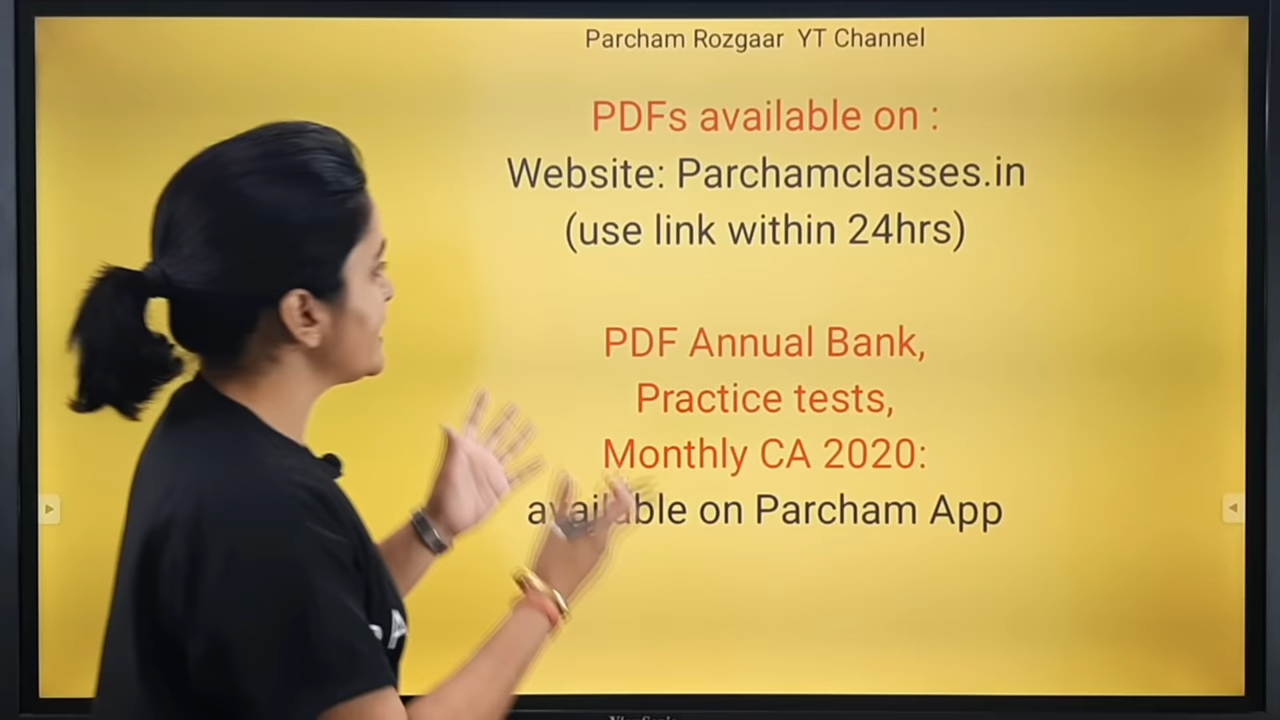 Parcham Rozgaar YT Channel
PDFs available on :
Website: Parchamclasses.in
(use link within 24hrs)
PDF Annual Bank,
Practice tests,
Monthly CA 2020:
available on Parcham App